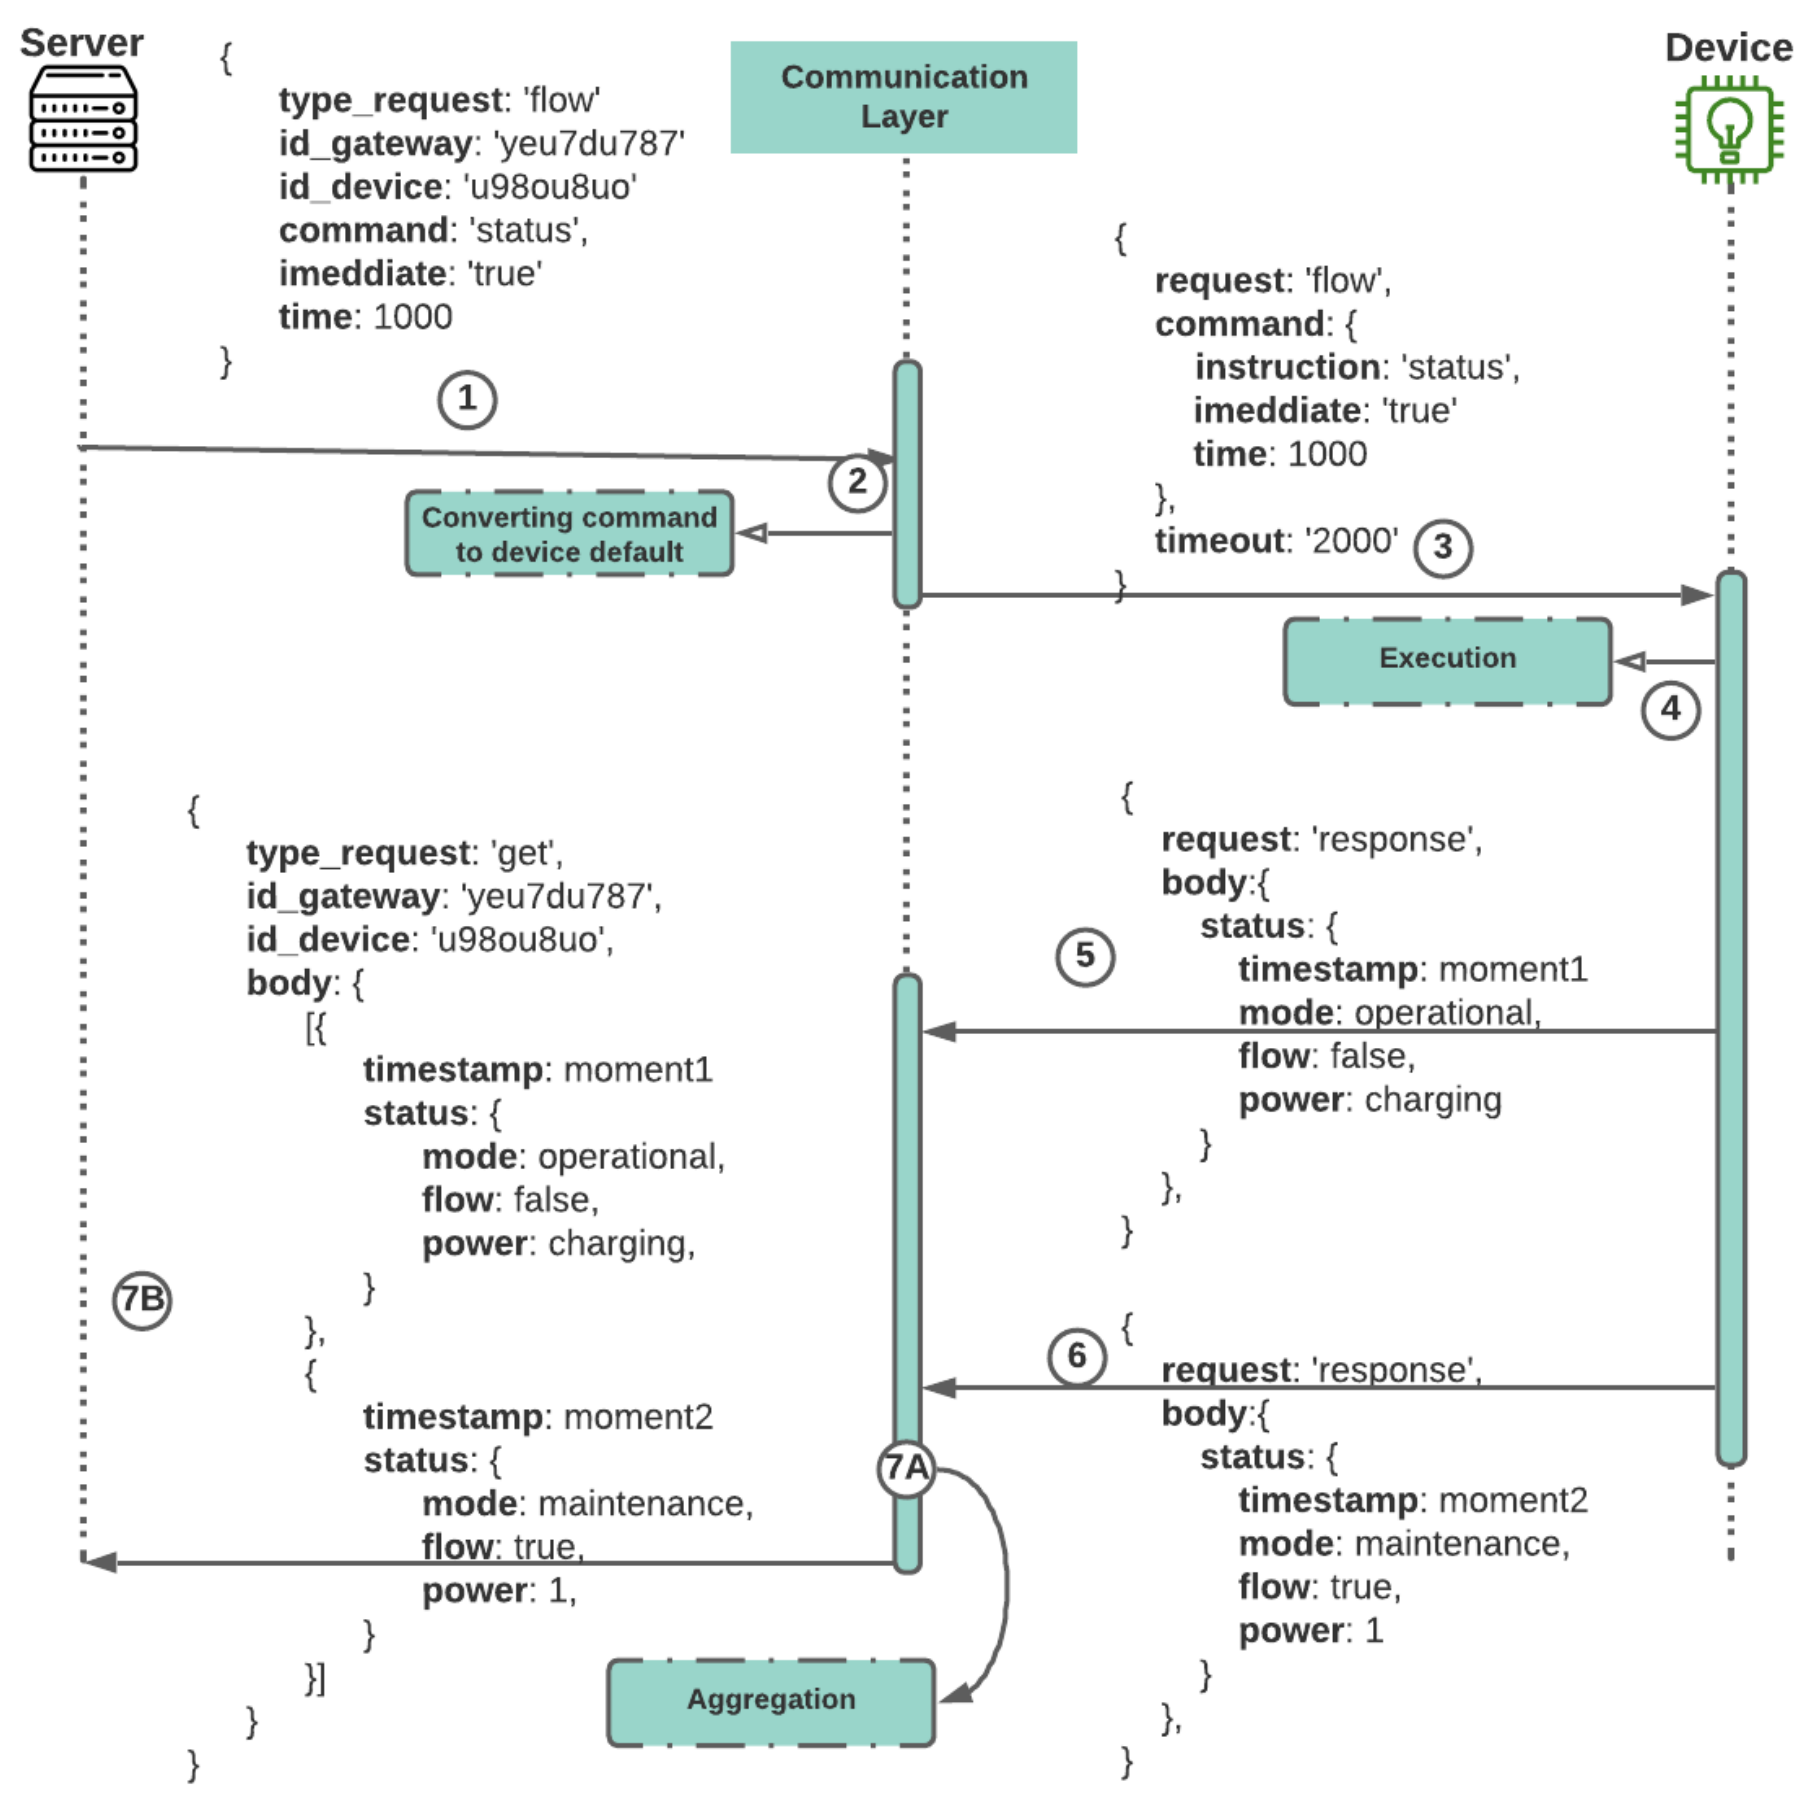 Server
{
type_request: 'flow'
id_gateway: 'yeu7du787'
id_device: 'u98ou8uo'
command: 'status',
imeddiate: 'true'
time: 1000
}
Communication
Layer
Device
{
request: 'flow',
command: {
instruction: 'status',
imeddiate: 'true'
time: 1000
},
timeout: '2000'
}
1
2
Converting command
to device default
3
Execution
4
{
request: 'response',
body:{
status: {
timestamp: moment1
mode: operational,
flow: false,
power: charging
}
},
}
5
{
request: 'response',
body:{
status: {
timestamp: moment2
mode: maintenance,
flow: true,
power: 1
}
},
}
6
7A
Aggregation
7B
{
type_request: 'get',
id_gateway: 'yeu7du787',
id_device: 'u98ou8uo',
body: {
[{
timestamp: moment1
status: {
mode: operational,
flow: false,
power: charging,
}
},
{
timestamp: moment2
status: {
mode: maintenance,
flow: true,
power: 1,
}
}]
}
}